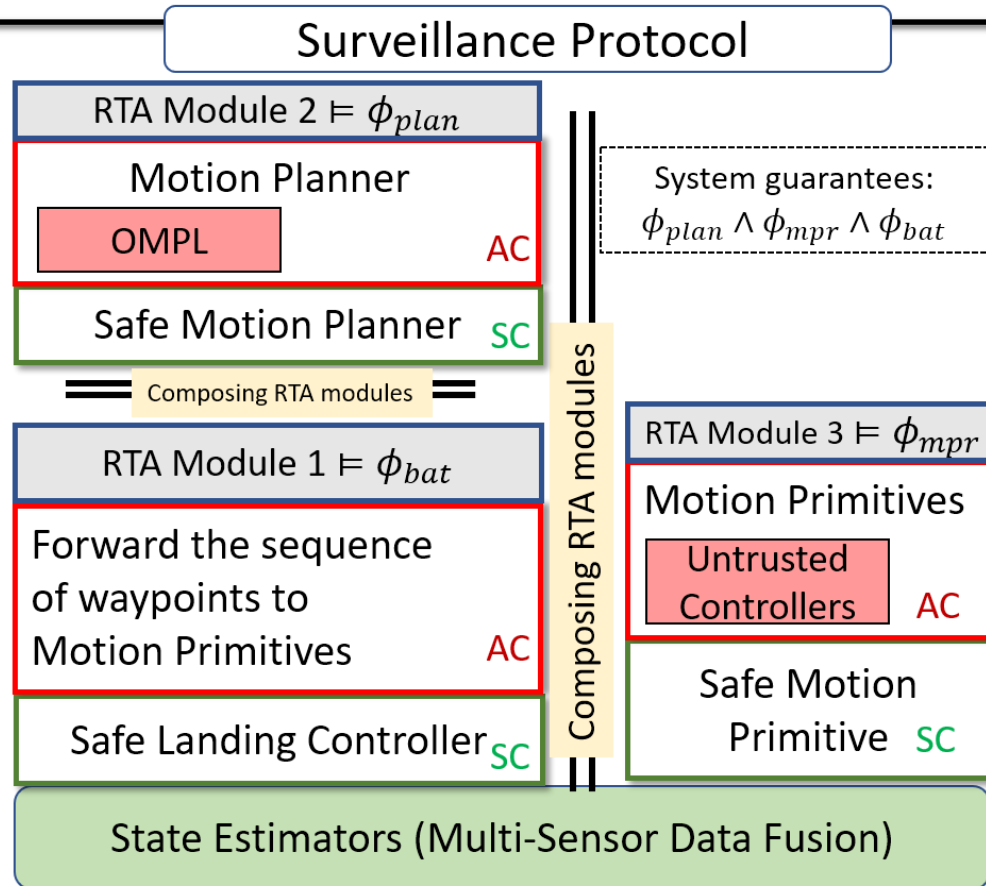 Surveillance Protocol
RTA Module 2 ⊨ ϕ_plan
Motion Planner
OMPL
AC
Safe Motion Planner
SC
Composing RTA modules
RTA Module 1 ⊨ ϕ_bat
Forward the sequence
of waypoints to
Motion Primitives
AC
Safe Landing Controller
SC
Composing RTA modules
System guarantees:
ϕ_plan ∧ ϕ_mpr ∧ ϕ_bat
RTA Module 3 ⊨ ϕ_mpr
Motion Primitives
Untrusted
Controllers
AC
Safe Motion
Primitive
SC
State Estimators (Multi-Sensor Data Fusion)